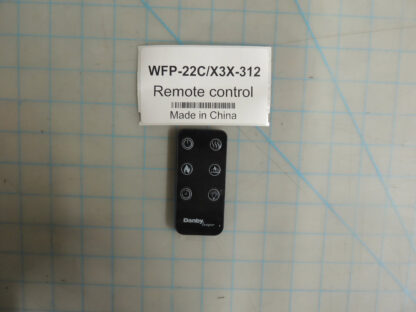 WFP-22C/X3X-312
Remote control
Made in China
Danby